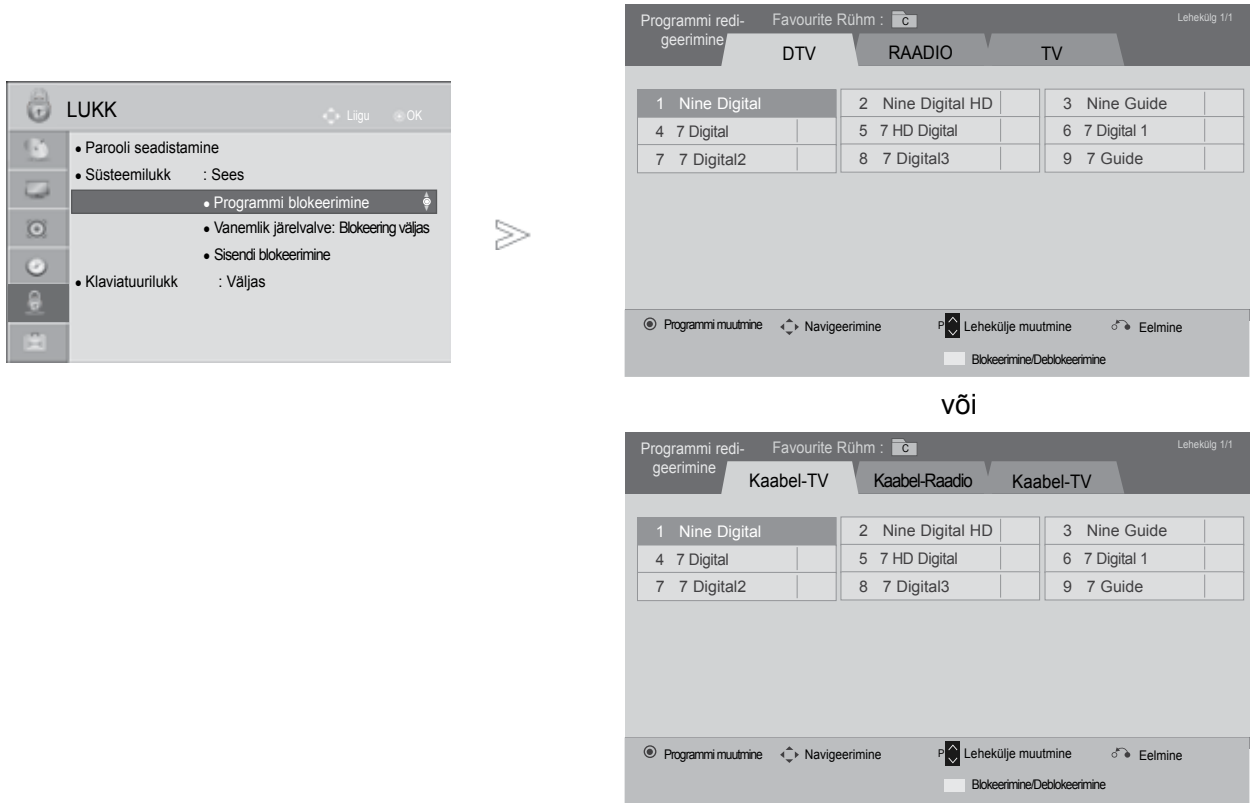 LUKK Liigu OK
• Parooli seadistamine
• Süsteemilukk : Sees
• Programmi blokeerimine
• Vanemlik järelvalve: Blokeering väljas
• Sisendi blokeerimine
• Klaviatuurilukk : Väljas
Programmi redi- Favourite Rühm : C Lehekülg 1/1
geerimine
DTV RAADIO TV
1 Nine Digital 2 Nine Digital HD 3 Nine Guide
4 7 Digital 5 7 HD Digital 6 7 Digital 1
7 7 Digital2 8 7 Digital3 9 7 Guide
Programmi muutmine Navigeerimine P Lehekülje muutmine Eelmine
Blokeerimine/Deblokeerimine
või
Programmi redi- Favourite Rühm : C Lehekülg 1/1
geerimine
Kaabel-TV Kaabel-Raadio Kaabel-TV
1 Nine Digital 2 Nine Digital HD 3 Nine Guide
4 7 Digital 5 7 HD Digital 6 7 Digital 1
7 7 Digital2 8 7 Digital3 9 7 Guide
Programmi muutmine Navigeerimine P Lehekülje muutmine Eelmine
Blokeerimine/Deblokeerimine